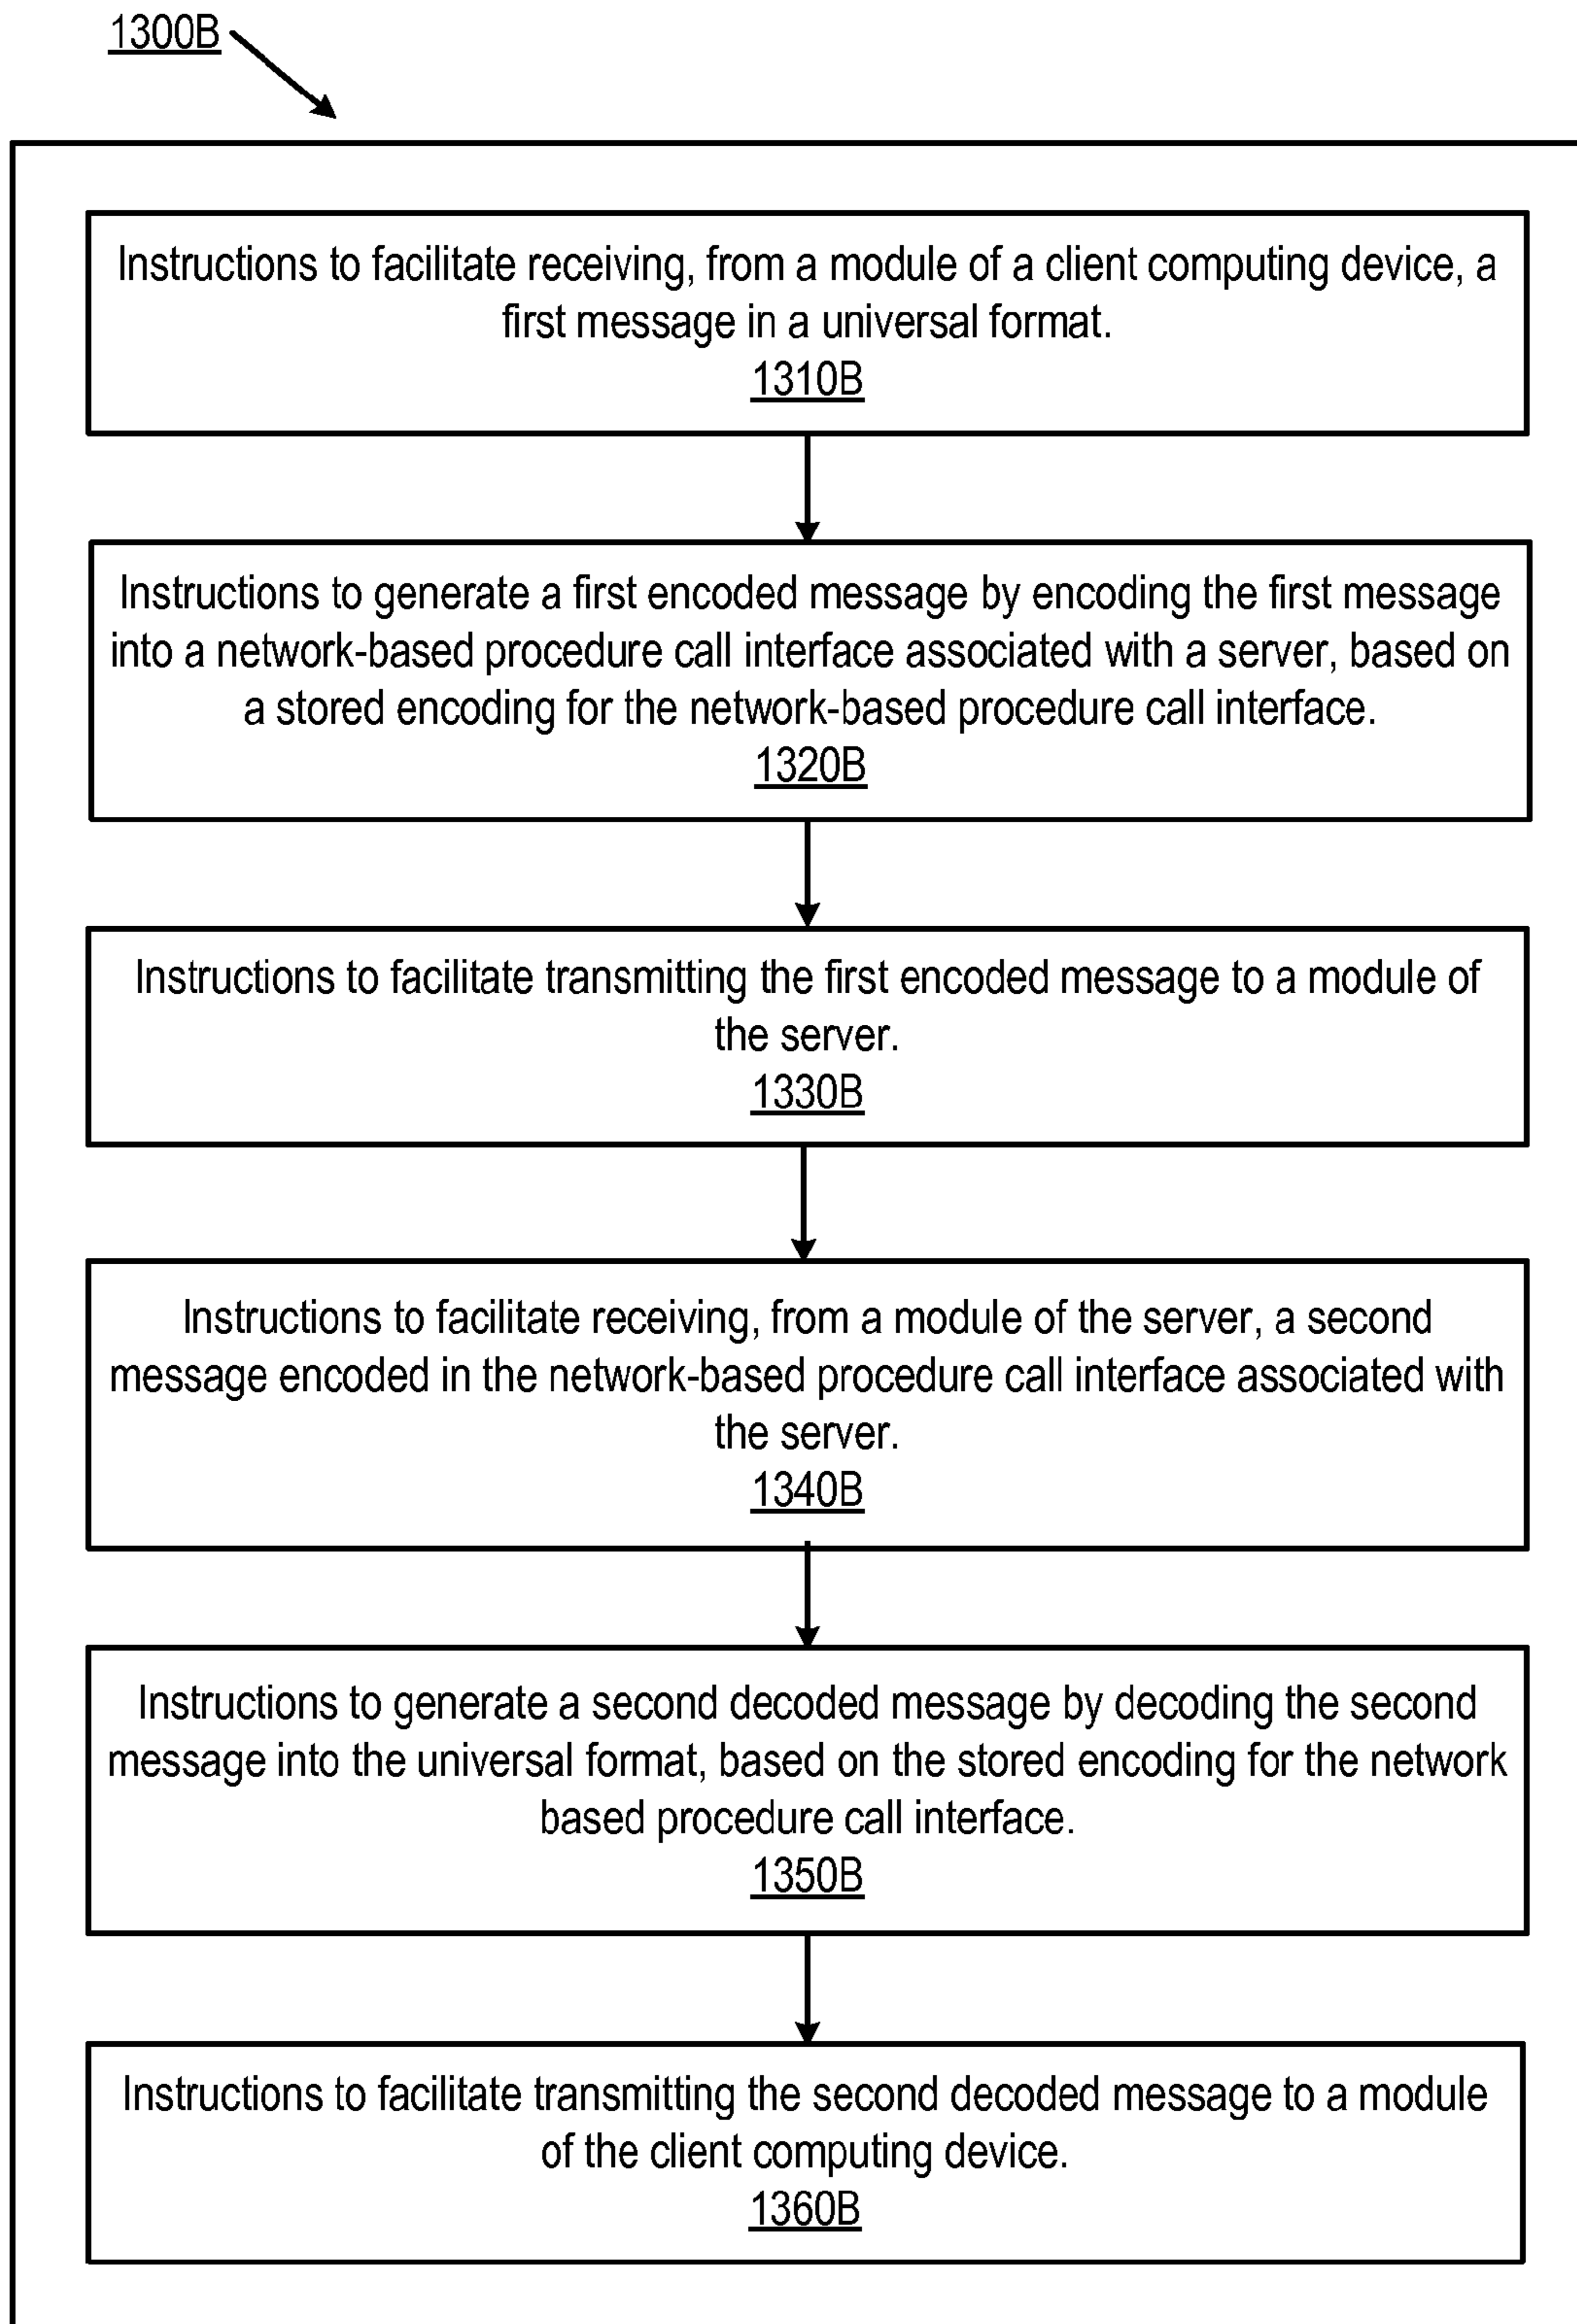 1300B
Instructions to facilitate receiving, from a module of a client computing device, a
first message in a universal format.
1310B
Instructions to generate a first encoded message by encoding the first message
into a network-based procedure call interface associated with a server, based on
a stored encoding for the network-based procedure call interface.
1320B
Instructions to facilitate transmitting the first encoded message to a module of
the server.
1330B
Instructions to facilitate receiving, from a module of the server, a second
message encoded in the network-based procedure call interface associated with
the server.
1340B
Instructions to generate a second decoded message by decoding the second
message into the universal format, based on the stored encoding for the network
based procedure call interface.
1350B
Instructions to facilitate transmitting the second decoded message to a module
of the client computing device.
1360B